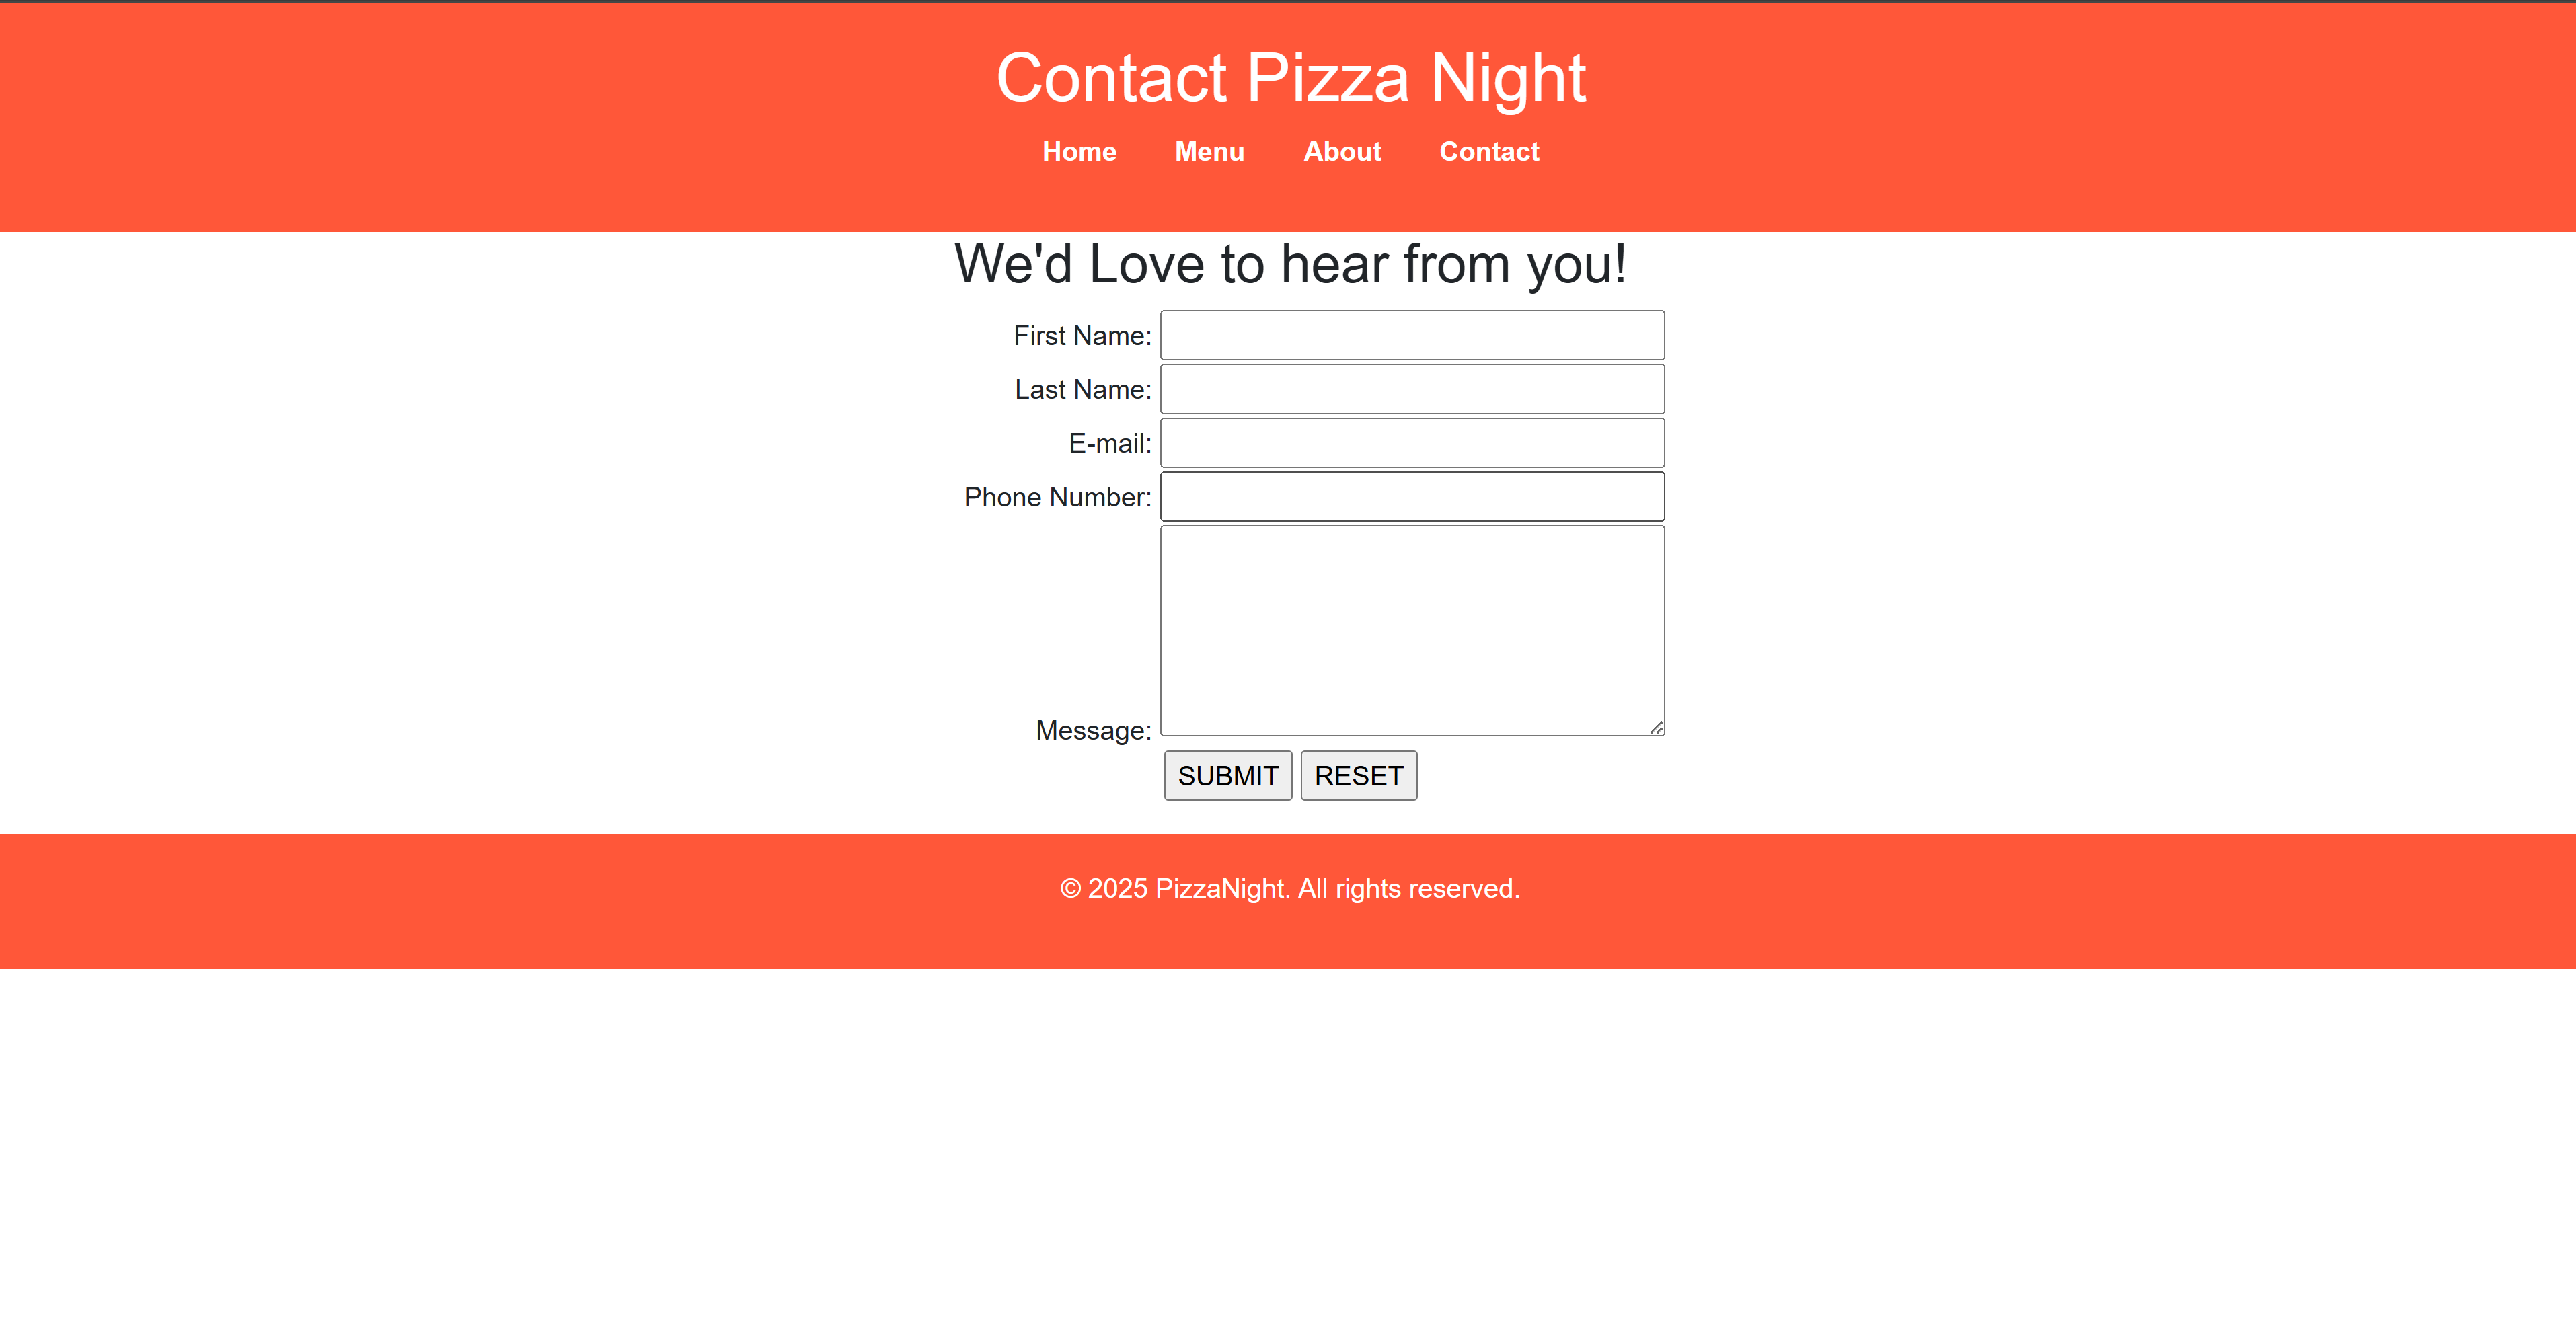 Contact Pizza Night
Home Menu About Contact
We'd Love to hear from you!
First Name:
Last Name:
E-mail:
Phone Number:
Message:
SUBMIT RESET
© 2025 PizzaNight. All rights reserved.